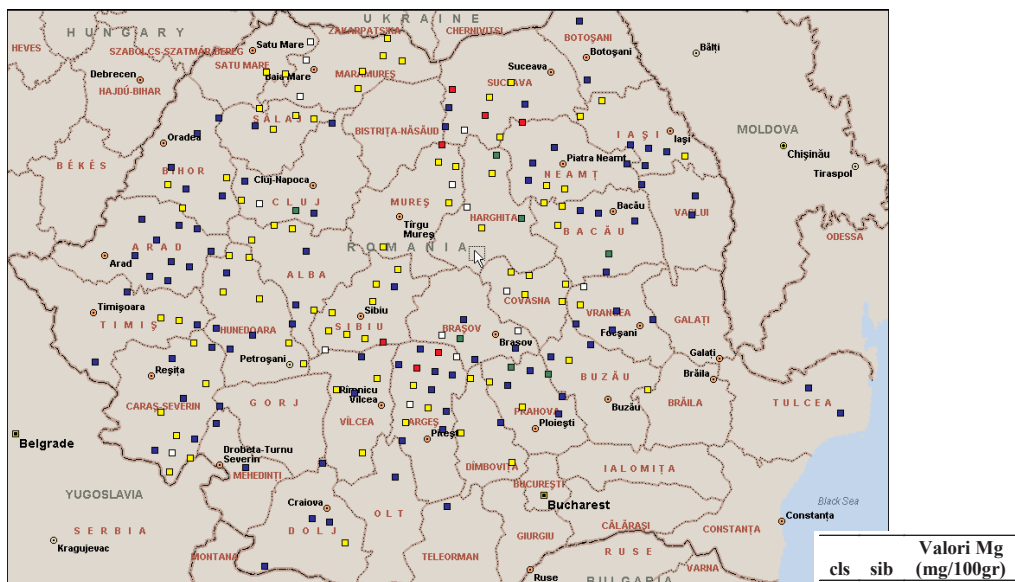 UKRAINE
HUNGARY
ZAKARPATSKA
CHERNIVITSI
HEVES
SZABOLCS-SZATMÁR-BEREG
Satu Mare
SATU MARE
BOTOŞANI
Botoşani
Bălţi
Debrecen
HAJDÚ-BIHAR
Baia Mare
MARAMUREŞ
Suceava
SUCEAVA
SĂLAJ
BISTRIŢA-NĂSĂUD
IAŞI
Iaşi
MOLDOVA
Oradea
Chişinău
BÉKÉS
BIHOR
Cluj-Napoca
CLUJ
Piatra Neamţ
NEAMŢ
Tiraspol
MUREŞ
Tîrgu
Mureş
HARGHITA
Bacău
BACĂU
VASLUI
ODESSA
ARAD
Arad
ROMANIA
ALBA
Timişoara
TIMIŞ
HUNEDOARA
Sibiu
SIBIU
COVASNA
VRANCEA
Focşani
GALAŢI
BRAŞOV
Braşov
Petroşani
Galaţi
Reşiţa
BUZĂU
Brăila
Rîmnicu
Vîlcea
CARAŞ-SEVERIN
GORJ
VÎLCEA
ARGEŞ
PRAHOVA
Buzău
BRĂILA
TULCEA
Ploieşti
Piteşti
Belgrade
Drobeta-Turnu
Severin
MEHEDINŢI
DÎMBOVIŢA
IALOMIŢA
YUGOSLAVIA
BUCUREŞTI
Bucharest
Black Sea
Craiova
OLT
DOLJ
SERBIA
CĂLĂRAŞI
CONSTANŢA
Constanţa
Kragujevac
GIURGIU
MONTANA
TELEORMAN
RUSE
VARNA
Ruse
BULGARIA
Valori Mg
cls sib (mg/100gr)